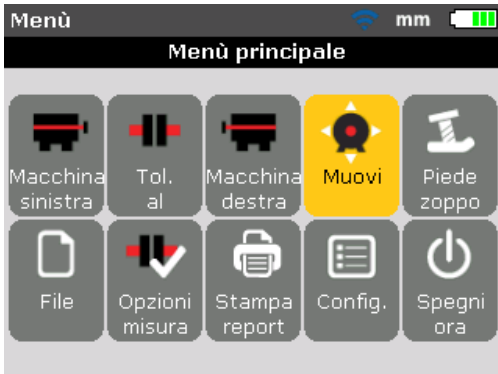 Menù mm
Menù principale
Macchina sinistra
Tol. al
Macchina destra
Muovi
Piede zoppo
File
Opzioni misura
Stampa report
Config.
Spegni ora